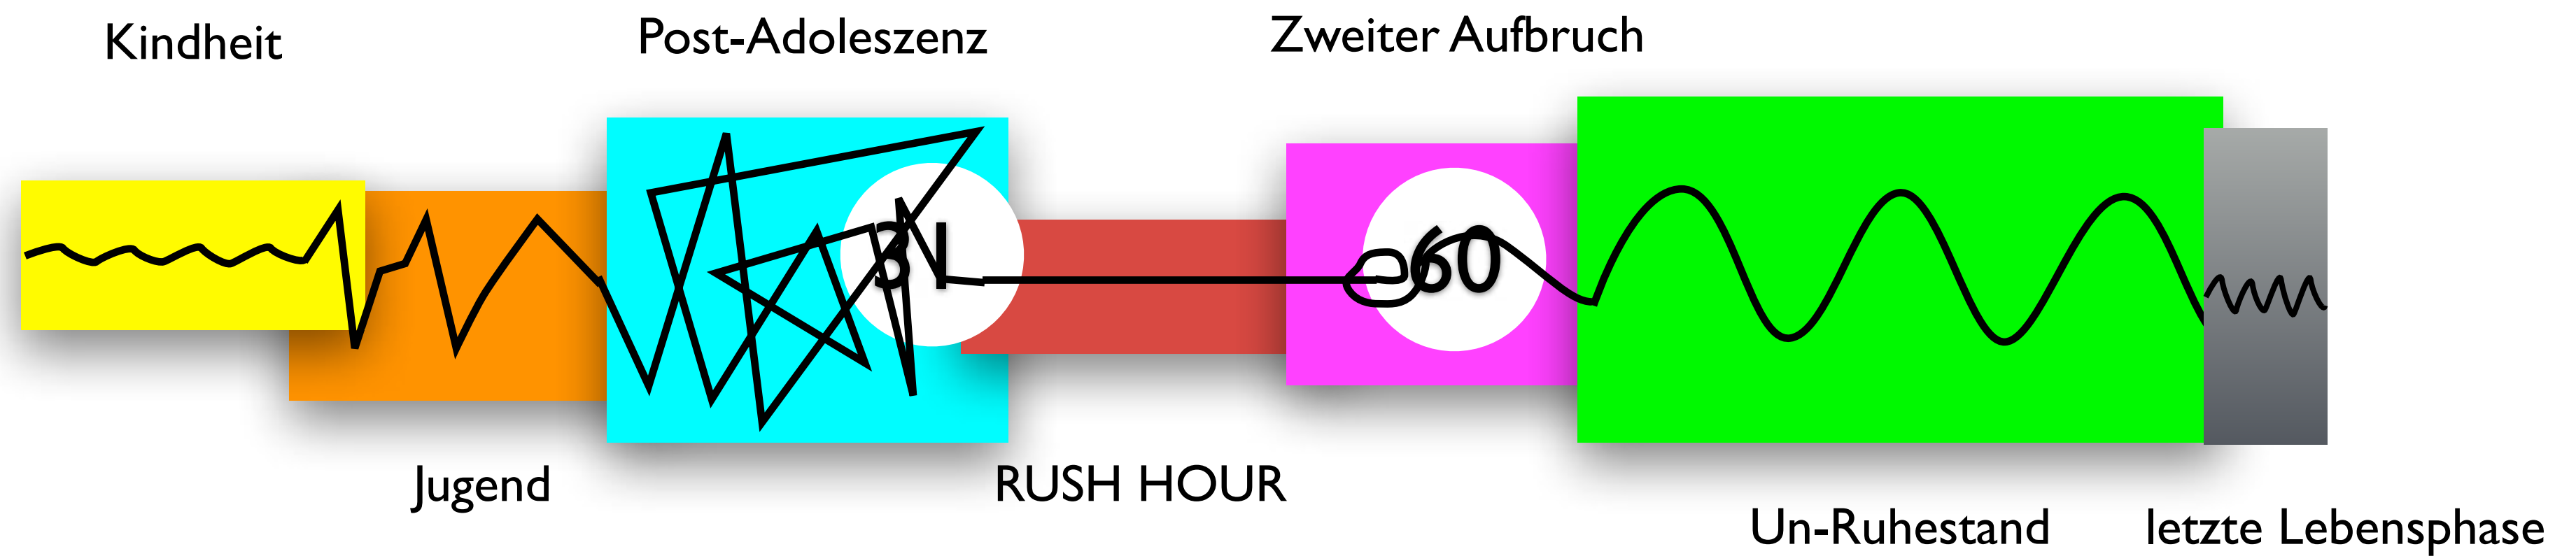 Kindheit
Post-Adoleszenz
Zweiter Aufbruch
31
60
Jugend
RUSH HOUR
Un-Ruhestand
letzte Lebensphase